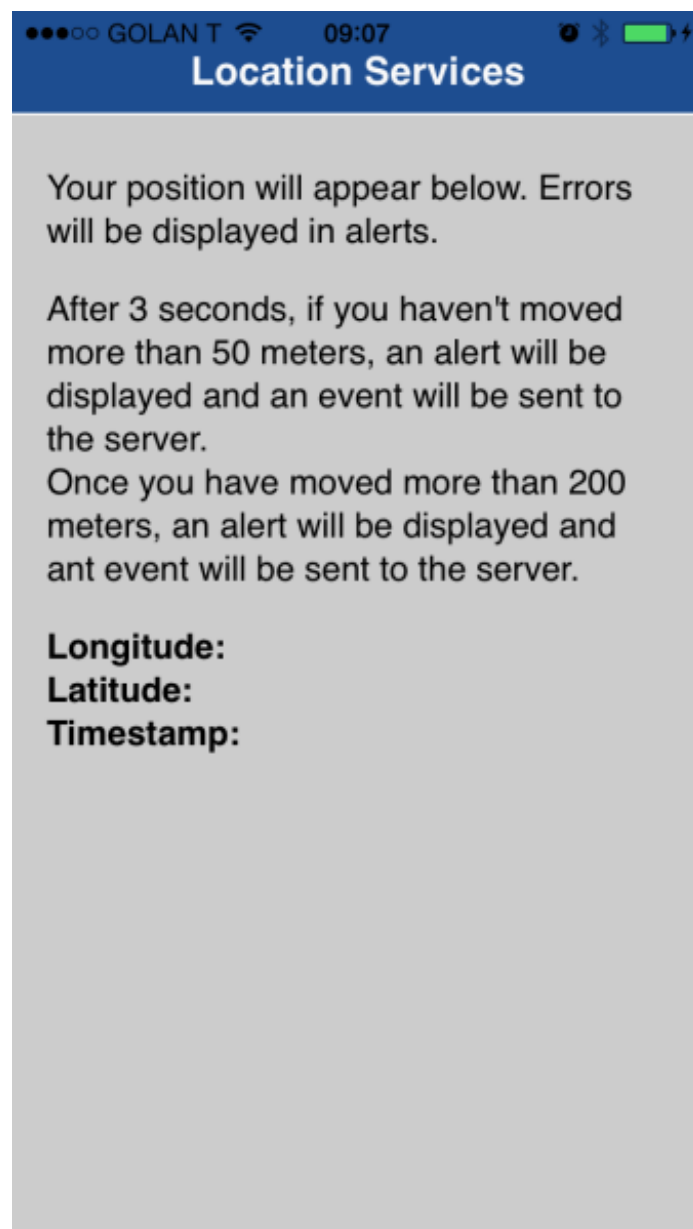 GOLAN T 09:07
Location Services
Your position will appear below. Errors
will be displayed in alerts.
After 3 seconds, if you haven't moved
more than 50 meters, an alert will be
displayed and an event will be sent to
the server.
Once you have moved more than 200
meters, an alert will be displayed and
ant event will be sent to the server.
Longitude:
Latitude:
Timestamp: